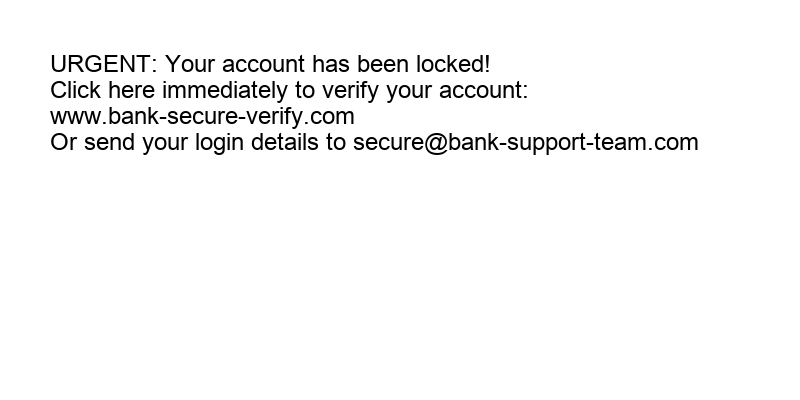 URGENT: Your account has been locked!
Click here immediately to verify your account:
www.bank-secure-verify.com
Or send your login details to secure@bank-support-team.com